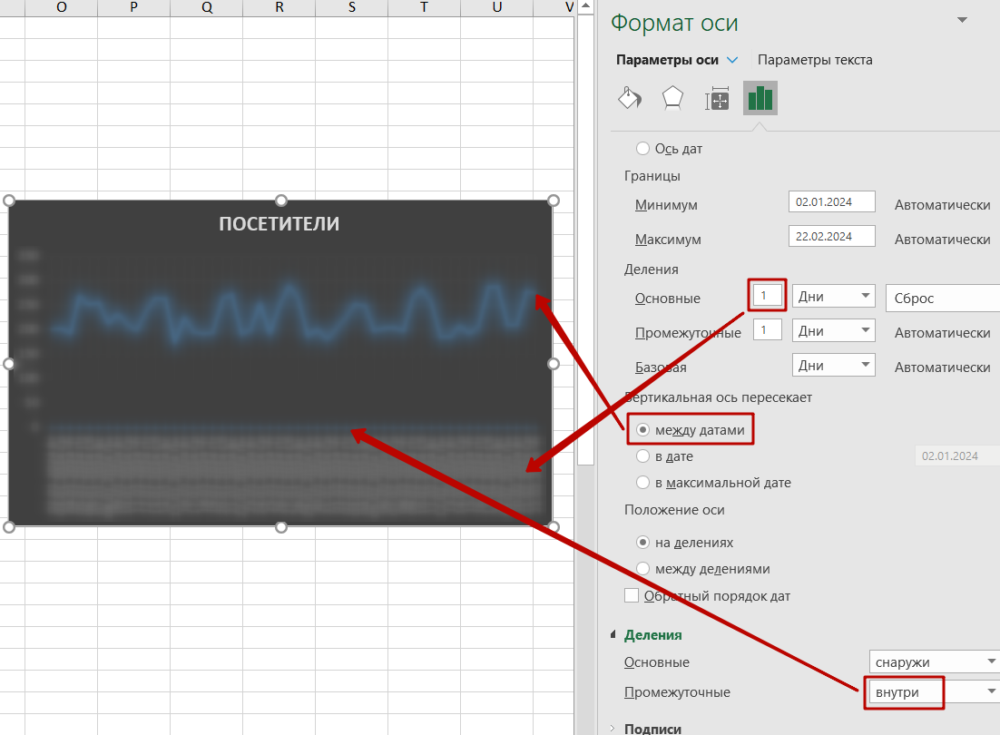 O P Q R S T U V
ПОСЕТИТЕЛИ
Формат оси
Параметры оси Параметры текста
Ось дат
Границы
Минимум 02.01.2024 Автоматически
Максимум 22.02.2024 Автоматически
Деления
Основные 1 Дни Сброс
Промежуточные 1 Дни Автоматически
Базовая Дни Автоматически
Вертикальная ось пересекает
между датами
в дате 02.01.2024
в максимальной дате
Положение оси
на делениях
между делениями
Обратный порядок дат
Деления
Основные снаружи
Промежуточные внутри
Подписи